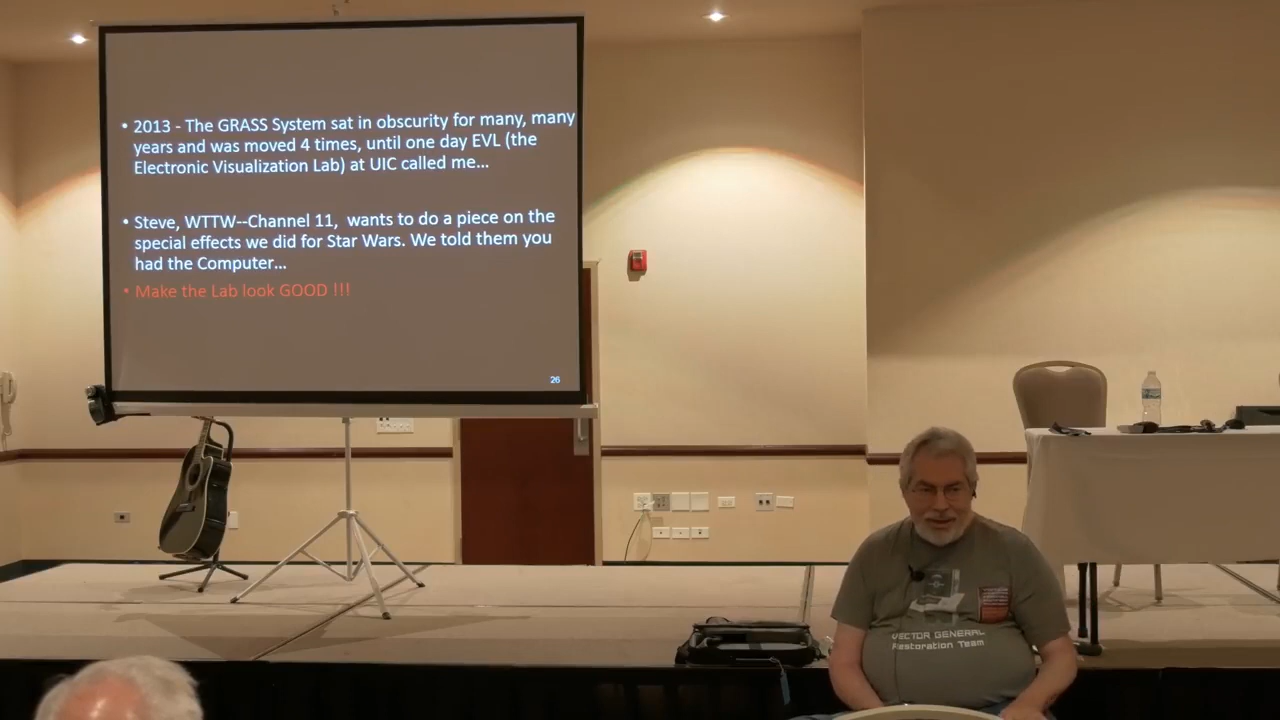 • 2013 - The GRASS System sat in obscurity for many, many
years and was moved 4 times, until one day EVL (the
Electronic Visualization Lab) at UIC called me...
• Steve, WTTW--Channel 11, wants to do a piece on the
special effects we did for Star Wars. We told them you
had the Computer...
• Make the Lab look GOOD !!!
26
VECTOR GENERAL
Restoration Team